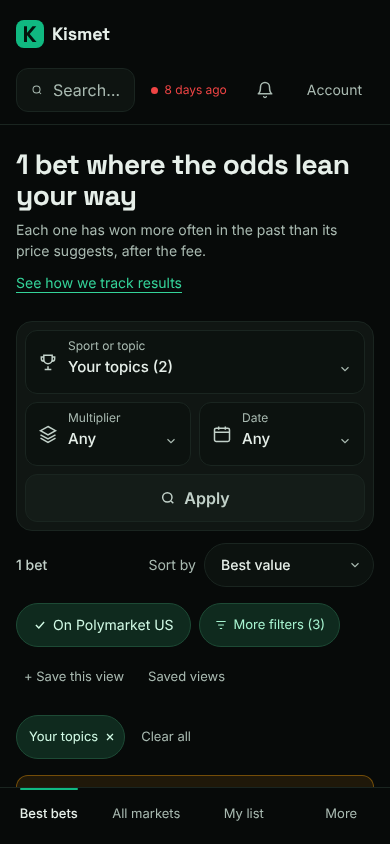 Kismet
Search...
8 days ago
Account
1 bet where the odds lean
your way
Each one has won more often in the past than its
price suggests, after the fee.
See how we track results
Sport or topic
Your topics (2)
Multiplier
Any
Date
Any
Apply
1 bet
Sort by
Best value
On Polymarket US
More filters (3)
+ Save this view
Saved views
Your topics ×
Clear all
Best bets
All markets
My list
More